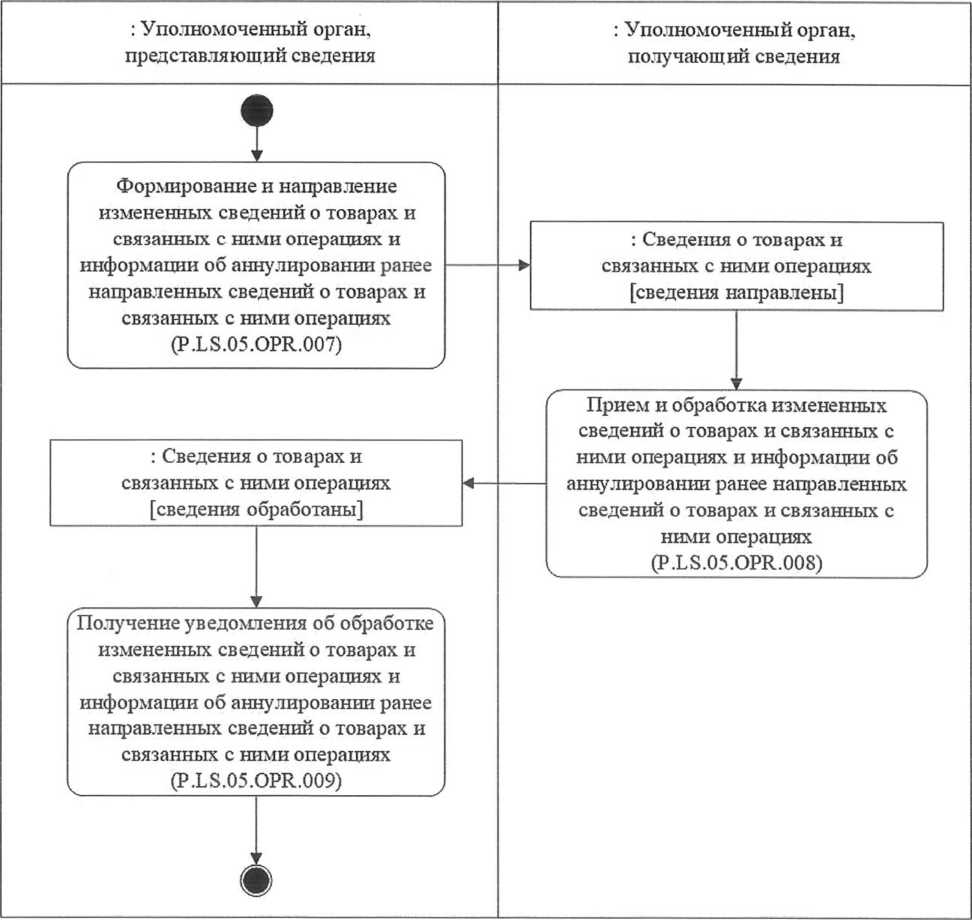 : Уполномоченный орган,
представляющий сведения
: Уполномоченный орган,
получающий сведения
Формирование и направление
измененных сведений о товарах и
связанных с ними операциях и
информации об аннулировании ранее
направленных сведений о товарах и
связанных с ними операциях
(P.LS.05.OPR.007)
: Сведения о товарах и
связанных с ними операциях
[сведения направлены]
Прием и обработка измененных
сведений о товарах и связанных с
ними операциях и информации об
аннулировании ранее направленных
сведений о товарах и связанных с
ними операциях
(P.LS.05.OPR.008)
: Сведения о товарах и
связанных с ними операциях
[сведения обработаны]
Получение уведомления об обработке
измененных сведений о товарах и
связанных с ними операциях и
информации об аннулировании ранее
направленных сведений о товарах и
связанных с ними операциях
(P.LS.05.OPR.009)